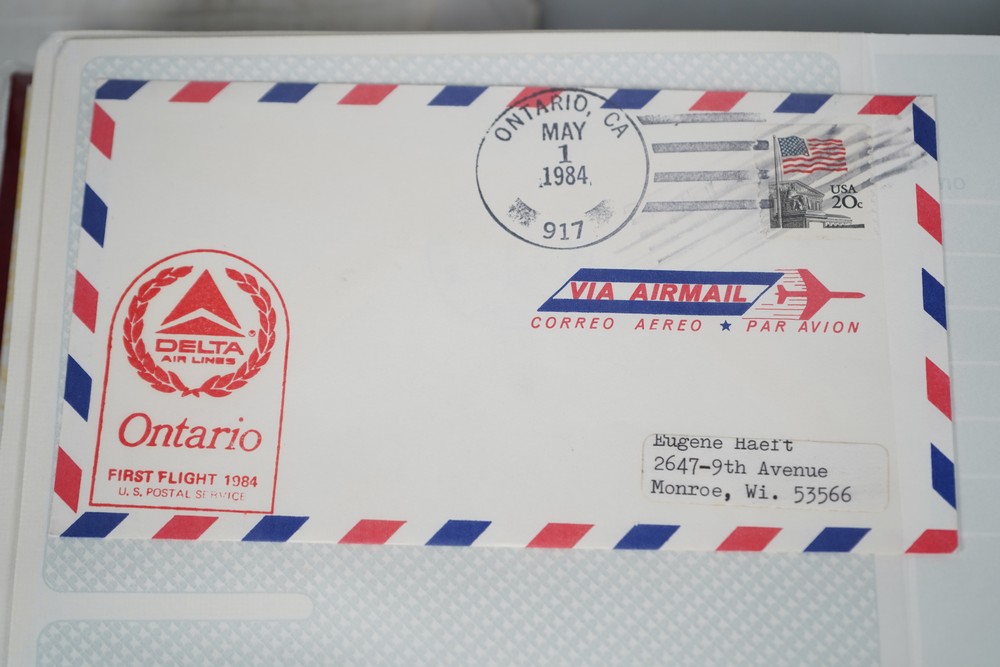 ONTARIO, CA
MAY
1
1984
917
USA
20c
VIA AIRMAIL
CORREO AEREO ★ PAR AVION
DELTA®
AIR LINES
Ontario
FIRST FLIGHT 1984
U. S. POSTAL SERVICE
Eugene Haeft
2647-9th Avenue
Monroe, Wi. 53566